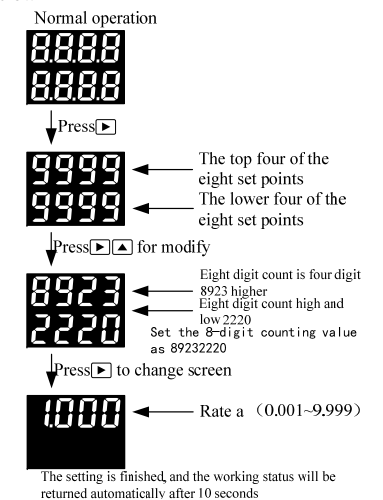 Normal operation
8.8.8.8
8.8.8.8
Press▶
9999
9999
The top four of the
eight set points
The lower four of the
eight set points
Press▶▲ for modify
8923
2220
Eight digit count is four digit
8923 higher
Eight digit count high and
low 2220
Set the 8-digit counting value
as 89232220
Press▶ to change screen
1.000
Rate a （0.001~9.999）
The setting is finished, and the working status will be
returned automatically after 10 seconds